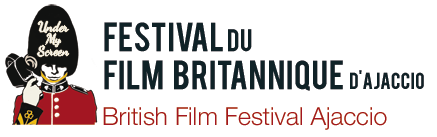 Under
My
Screen
FESTIVAL DU
FILM BRITANNIQUE D'AJACCIO
British Film Festival Ajaccio